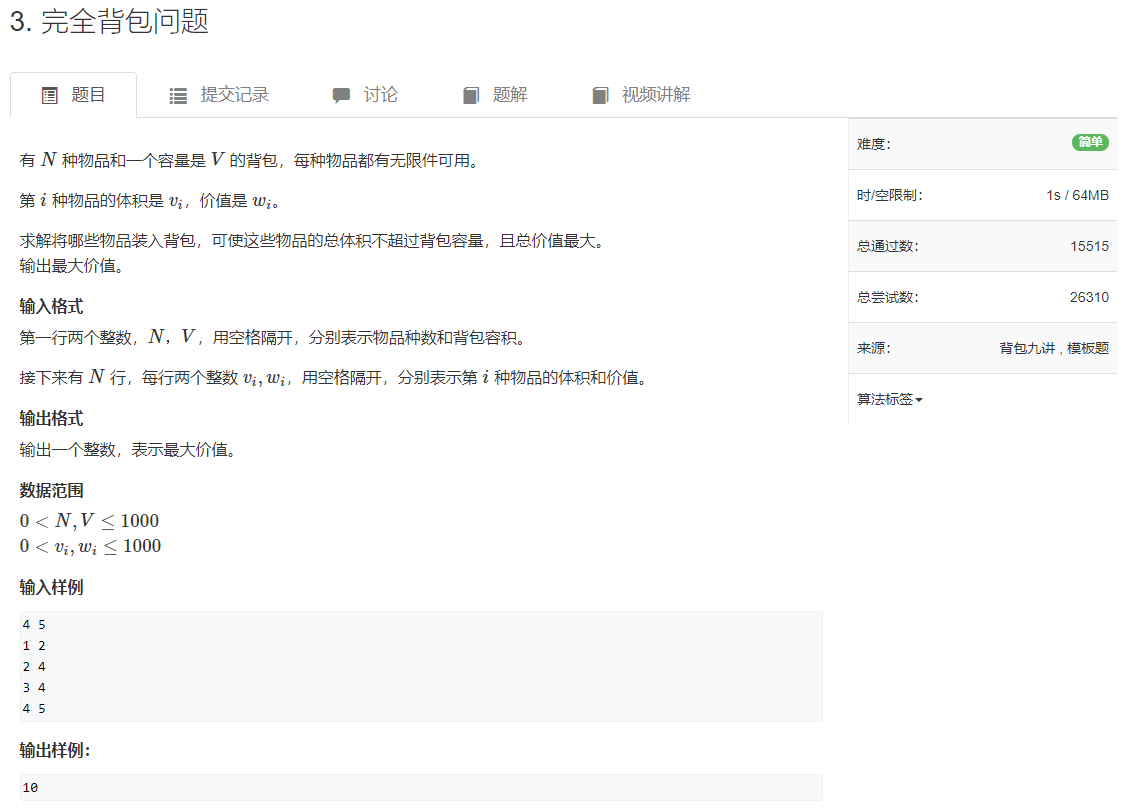 3. 完全背包问题
题目
提交记录
讨论
题解
视频讲解
有 N 种物品和一个容量是 V 的背包，每种物品都有无限件可用。
第 i 种物品的体积是 vi，价值是 wi。
求解将哪些物品装入背包，可使这些物品的总体积不超过背包容量，且总价值最大。
输出最大价值。
输入格式
第一行两个整数，N，V，用空格隔开，分别表示物品种数和背包容积。
接下来有 N 行，每行两个整数 vi, wi，用空格隔开，分别表示第 i 种物品的体积和价值。
输出格式
输出一个整数，表示最大价值。
数据范围
0 < N, V ≤ 1000
0 < vi, wi ≤ 1000
输入样例
4 5
1 2
2 4
3 4
4 5
输出样例：
10
难度： 简单
时/空限制： 1s / 64MB
总通过数： 15515
总尝试数： 26310
来源： 背包九讲 , 模板题
算法标签